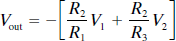 V_out = −[ R_2/R_1 V_1 + R_2/R_3 V_2 ]